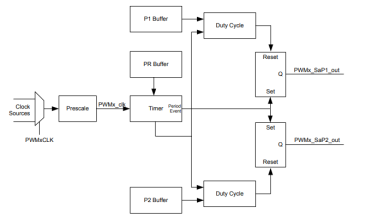 P1 Buffer
Duty Cycle
Reset
Q
PWMx_SaP1_out
Set
PR Buffer
Clock
Sources
Prescale
PWMx_clk
Timer
Period
Event
PWMxCLK
Set
Q
PWMx_SaP2_out
Reset
P2 Buffer
Duty Cycle